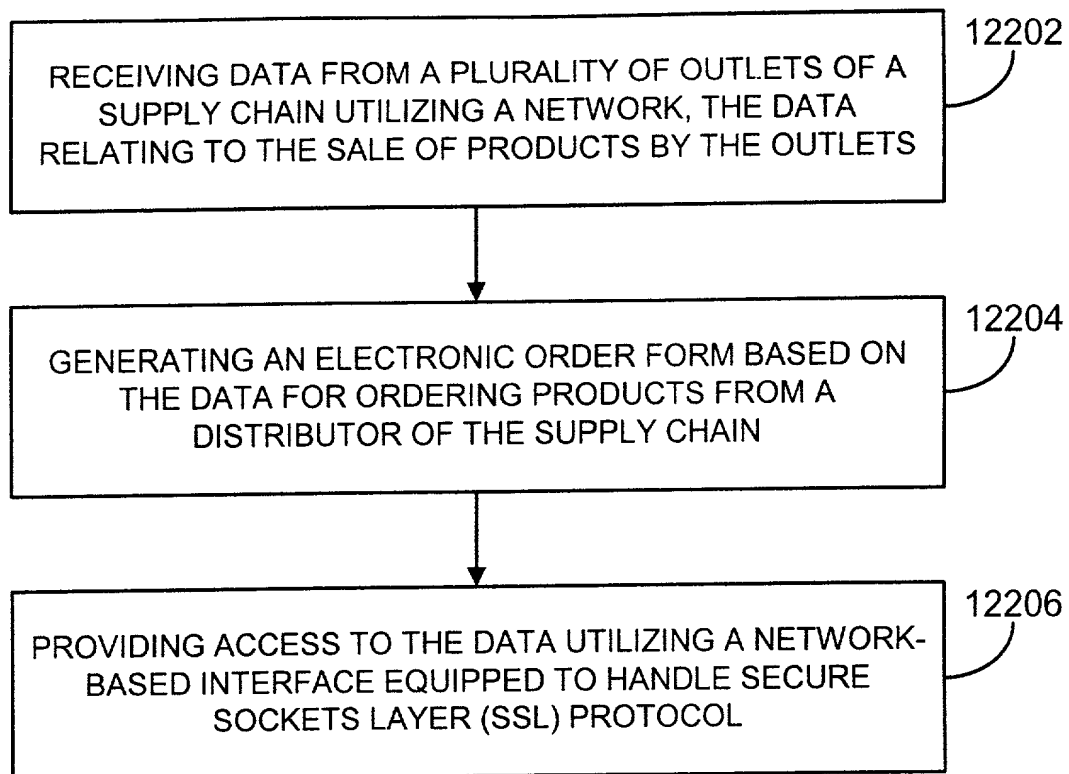 12202
RECEIVING DATA FROM A PLURALITY OF OUTLETS OF A
SUPPLY CHAIN UTILIZING A NETWORK, THE DATA
RELATING TO THE SALE OF PRODUCTS BY THE OUTLETS
12204
GENERATING AN ELECTRONIC ORDER FORM BASED ON
THE DATA FOR ORDERING PRODUCTS FROM A
DISTRIBUTOR OF THE SUPPLY CHAIN
12206
PROVIDING ACCESS TO THE DATA UTILIZING A NETWORK-
BASED INTERFACE EQUIPPED TO HANDLE SECURE
SOCKETS LAYER (SSL) PROTOCOL